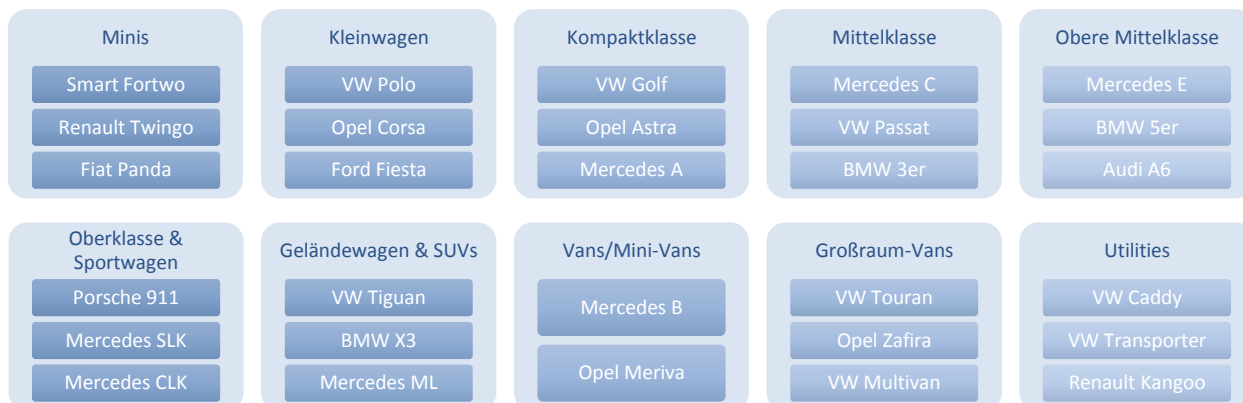 Minis
Smart Fortwo
Renault Twingo
Fiat Panda
Kleinwagen
VW Polo
Opel Corsa
Ford Fiesta
Kompaktklasse
VW Golf
Opel Astra
Mercedes A
Mittelklasse
Mercedes C
VW Passat
BMW 3er
Obere Mittelklasse
Mercedes E
BMW 5er
Audi A6
Oberklasse &
Sportwagen
Porsche 911
Mercedes SLK
Mercedes CLK
Geländewagen & SUVs
VW Tiguan
BMW X3
Mercedes ML
Vans/Mini-Vans
Mercedes B
Opel Meriva
Großraum-Vans
VW Touran
Opel Zafira
VW Multivan
Utilities
VW Caddy
VW Transporter
Renault Kangoo